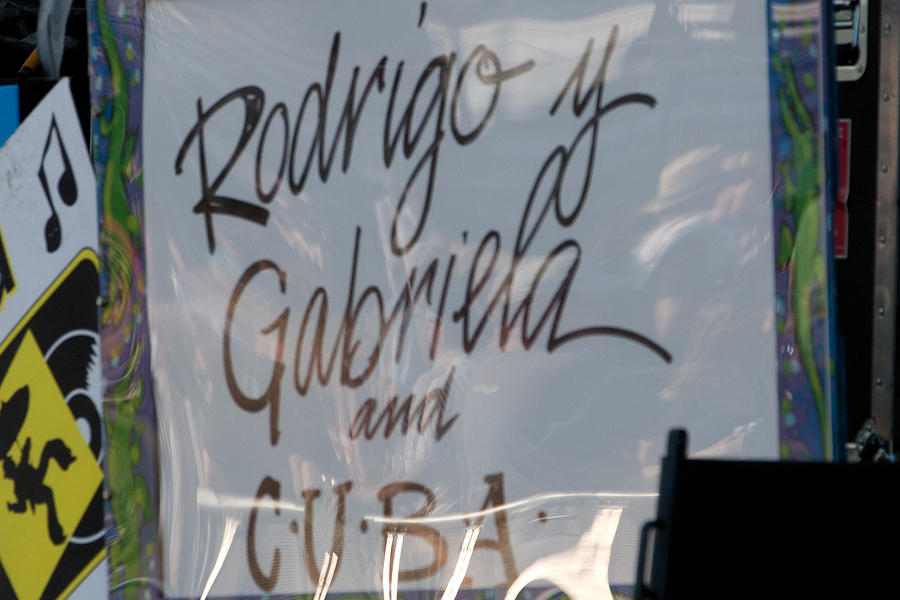 Rodrigo y
Gabriela
and
C.U.B.A.